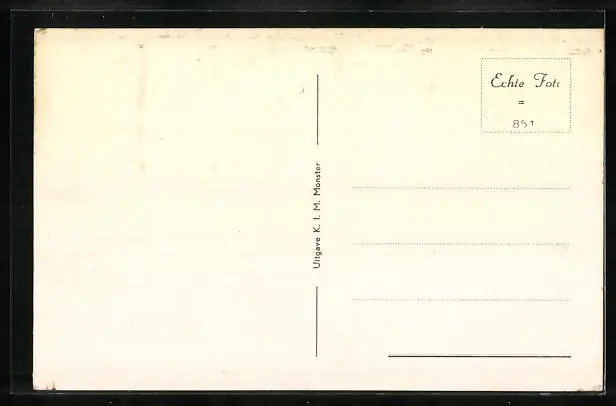 Echte Foto
=
851
Uitgave K. I. M. Monster